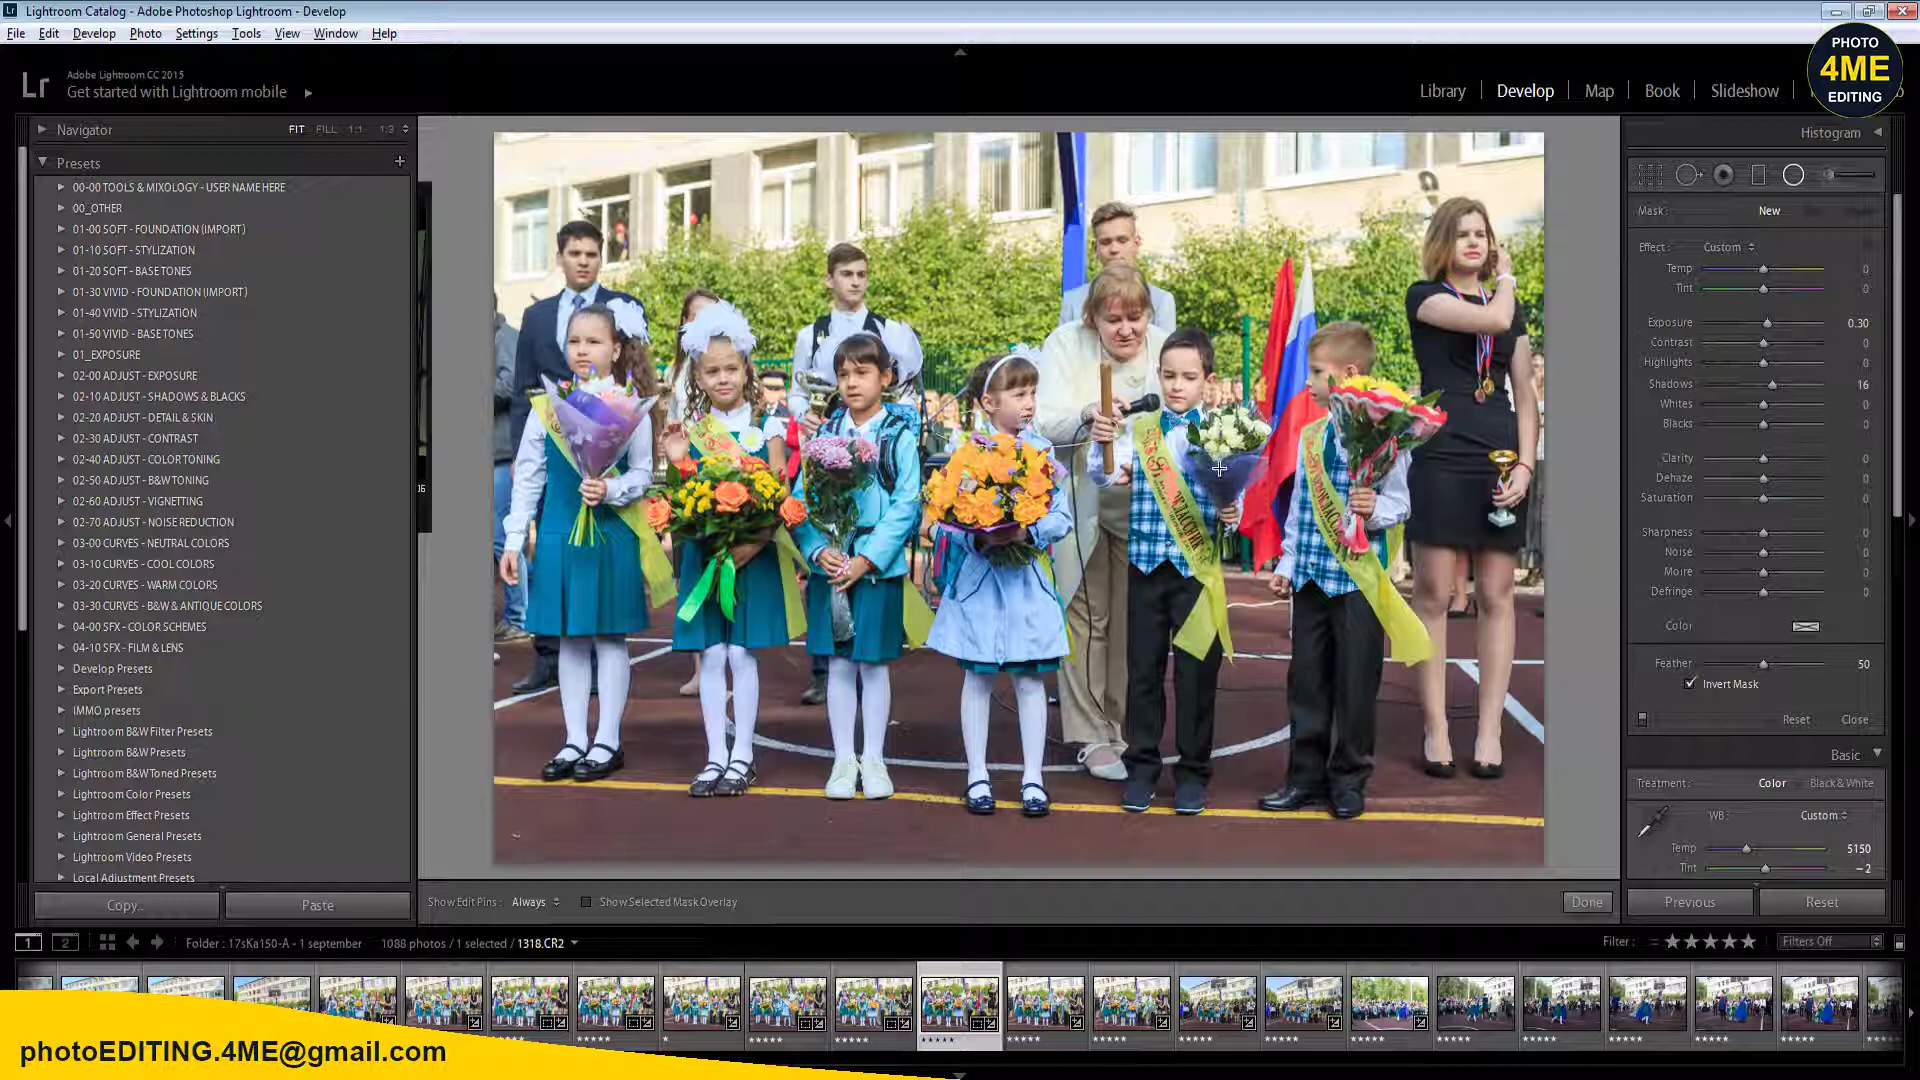 Lightroom Catalog - Adobe Photoshop Lightroom - Develop
File Edit Develop Photo Settings Tools View Window Help
PHOTO
4ME
EDITING
Lr
Adobe Lightroom CC 2015
Get started with Lightroom mobile
Library Develop Map Book Slideshow
Navigator FIT FILL 1:1 1:3
Presets
00-00 TOOLS & MIXOLOGY - USER NAME HERE
00_OTHER
01-00 SOFT - FOUNDATION (IMPORT)
01-10 SOFT - STYLIZATION
01-20 SOFT - BASE TONES
01-30 VIVID - FOUNDATION (IMPORT)
01-40 VIVID - STYLIZATION
01-50 VIVID - BASE TONES
01_EXPOSURE
02-00 ADJUST - EXPOSURE
02-10 ADJUST - SHADOWS & BLACKS
02-20 ADJUST - DETAIL & SKIN
02-30 ADJUST - CONTRAST
02-40 ADJUST - COLOR TONING
02-50 ADJUST - B&W TONING
02-60 ADJUST - VIGNETTING
02-70 ADJUST - NOISE REDUCTION
03-00 CURVES - NEUTRAL COLORS
03-10 CURVES - COOL COLORS
03-20 CURVES - WARM COLORS
03-30 CURVES - B&W & ANTIQUE COLORS
04-00 SFX - COLOR SCHEMES
04-10 SFX - FILM & LENS
Develop Presets
Export Presets
IMMO presets
Lightroom B&W Filter Presets
Lightroom B&W Presets
Lightroom B&W Toned Presets
Lightroom Color Presets
Lightroom Effect Presets
Lightroom General Presets
Lightroom Video Presets
Local Adjustment Presets
Copy... Paste
Histogram
Mask : New
Effect : Custom
Temp 0
Tint 0
Exposure 0.30
Contrast 0
Highlights 0
Shadows 16
Whites 0
Blacks 0
Clarity 0
Dehaze 0
Saturation 0
Sharpness 0
Noise 0
Moire 0
Defringe 0
Color
Feather 50
Invert Mask
Reset Close
Basic
Treatment : Color Black & White
WB : Custom
Temp 5150
Tint – 2
Previous Reset
Show Edit Pins : Always Show Selected Mask Overlay Done
1 2 Folder : 17sKa150-A - 1 september 1088 photos / 1 selected / 1318.CR2 Filter : Filters Off
photoEDITING.4ME@gmail.com